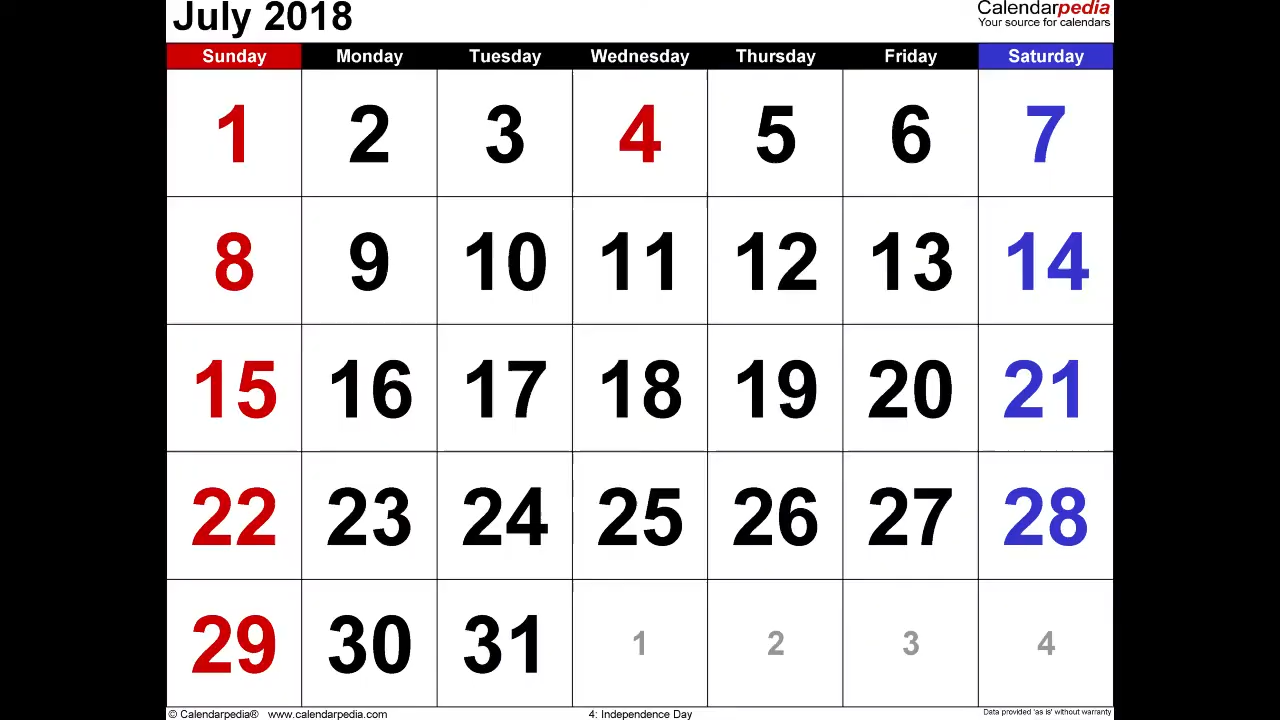 July 2018
Calendarpedia
Your source for calendars
Sunday Monday Tuesday Wednesday Thursday Friday Saturday
1 2 3 4 5 6 7
8 9 10 11 12 13 14
15 16 17 18 19 20 21
22 23 24 25 26 27 28
29 30 31 1 2 3 4
© Calendarpedia® www.calendarpedia.com 4: Independence Day Data provided 'as is' without warranty